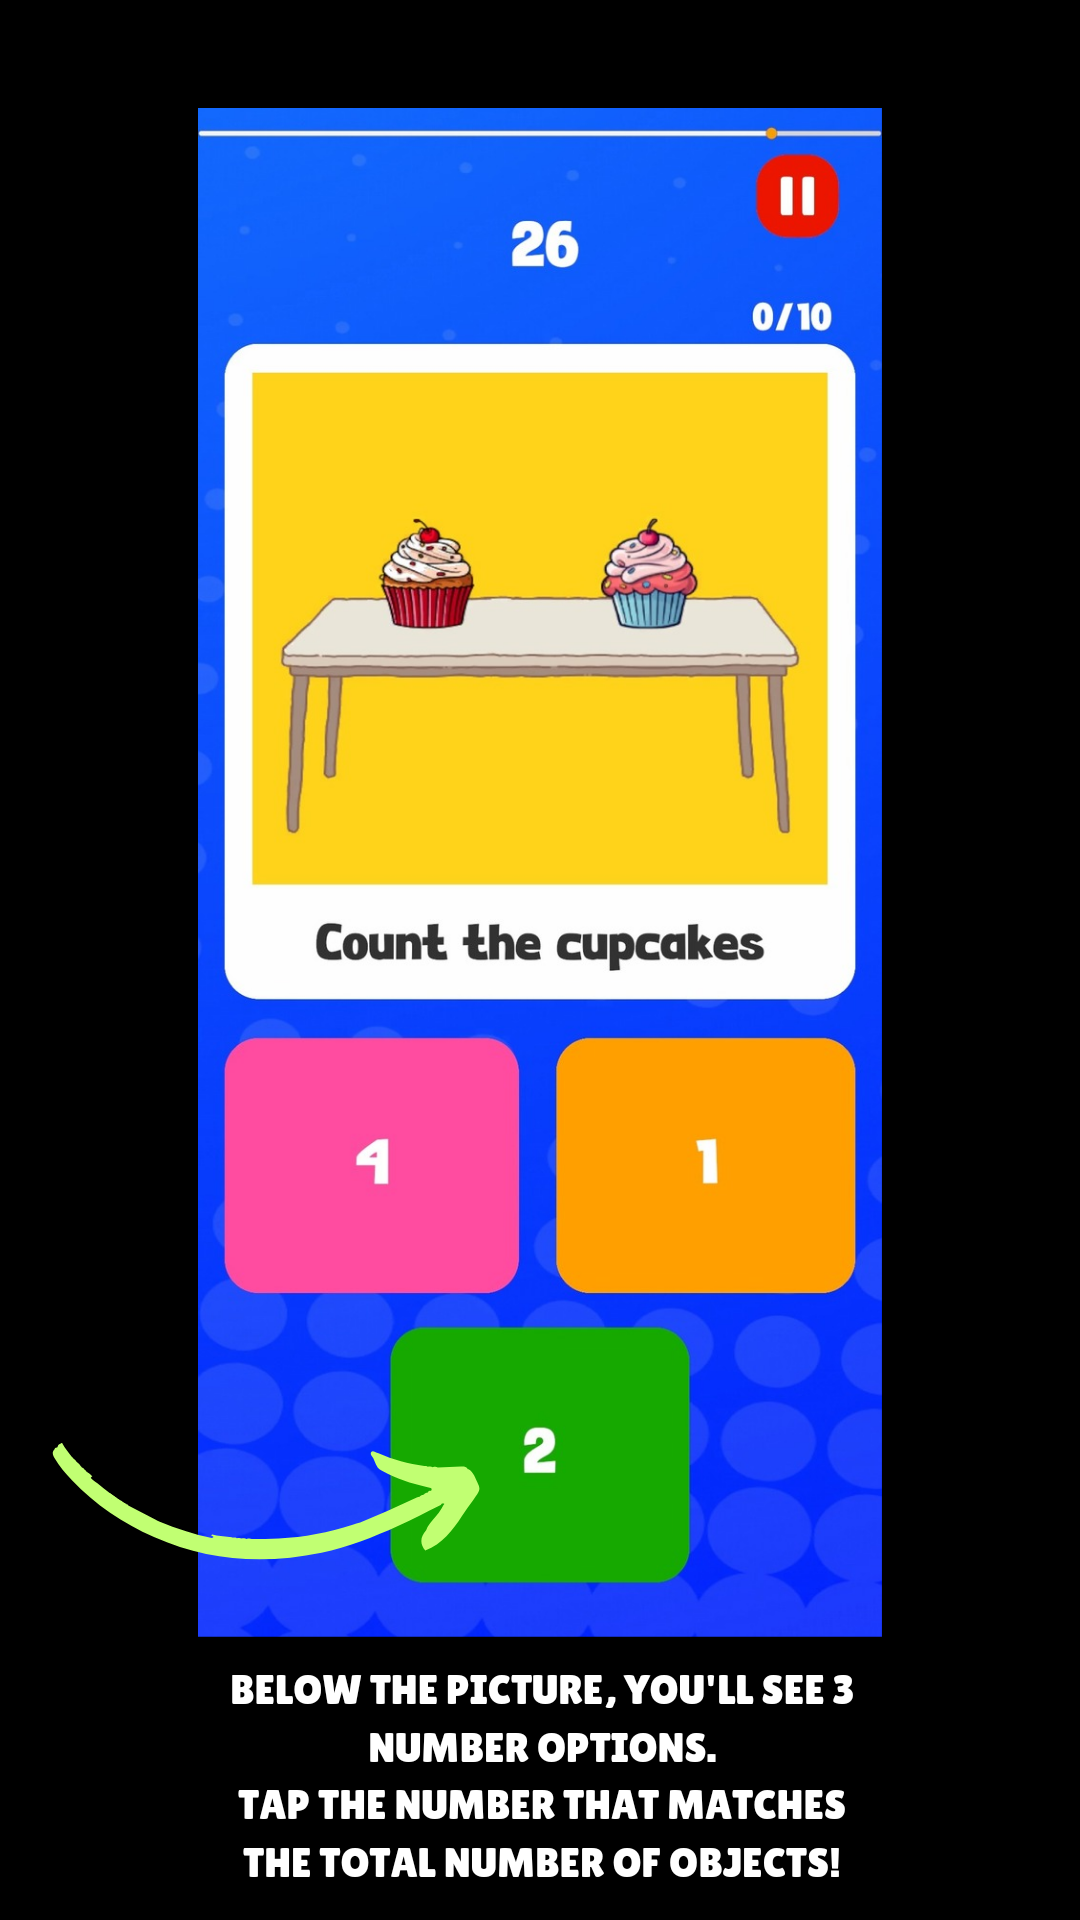 26
0/10
Count the cupcakes
4
1
2
BELOW THE PICTURE, YOU'LL SEE 3
NUMBER OPTIONS.
TAP THE NUMBER THAT MATCHES
THE TOTAL NUMBER OF OBJECTS!